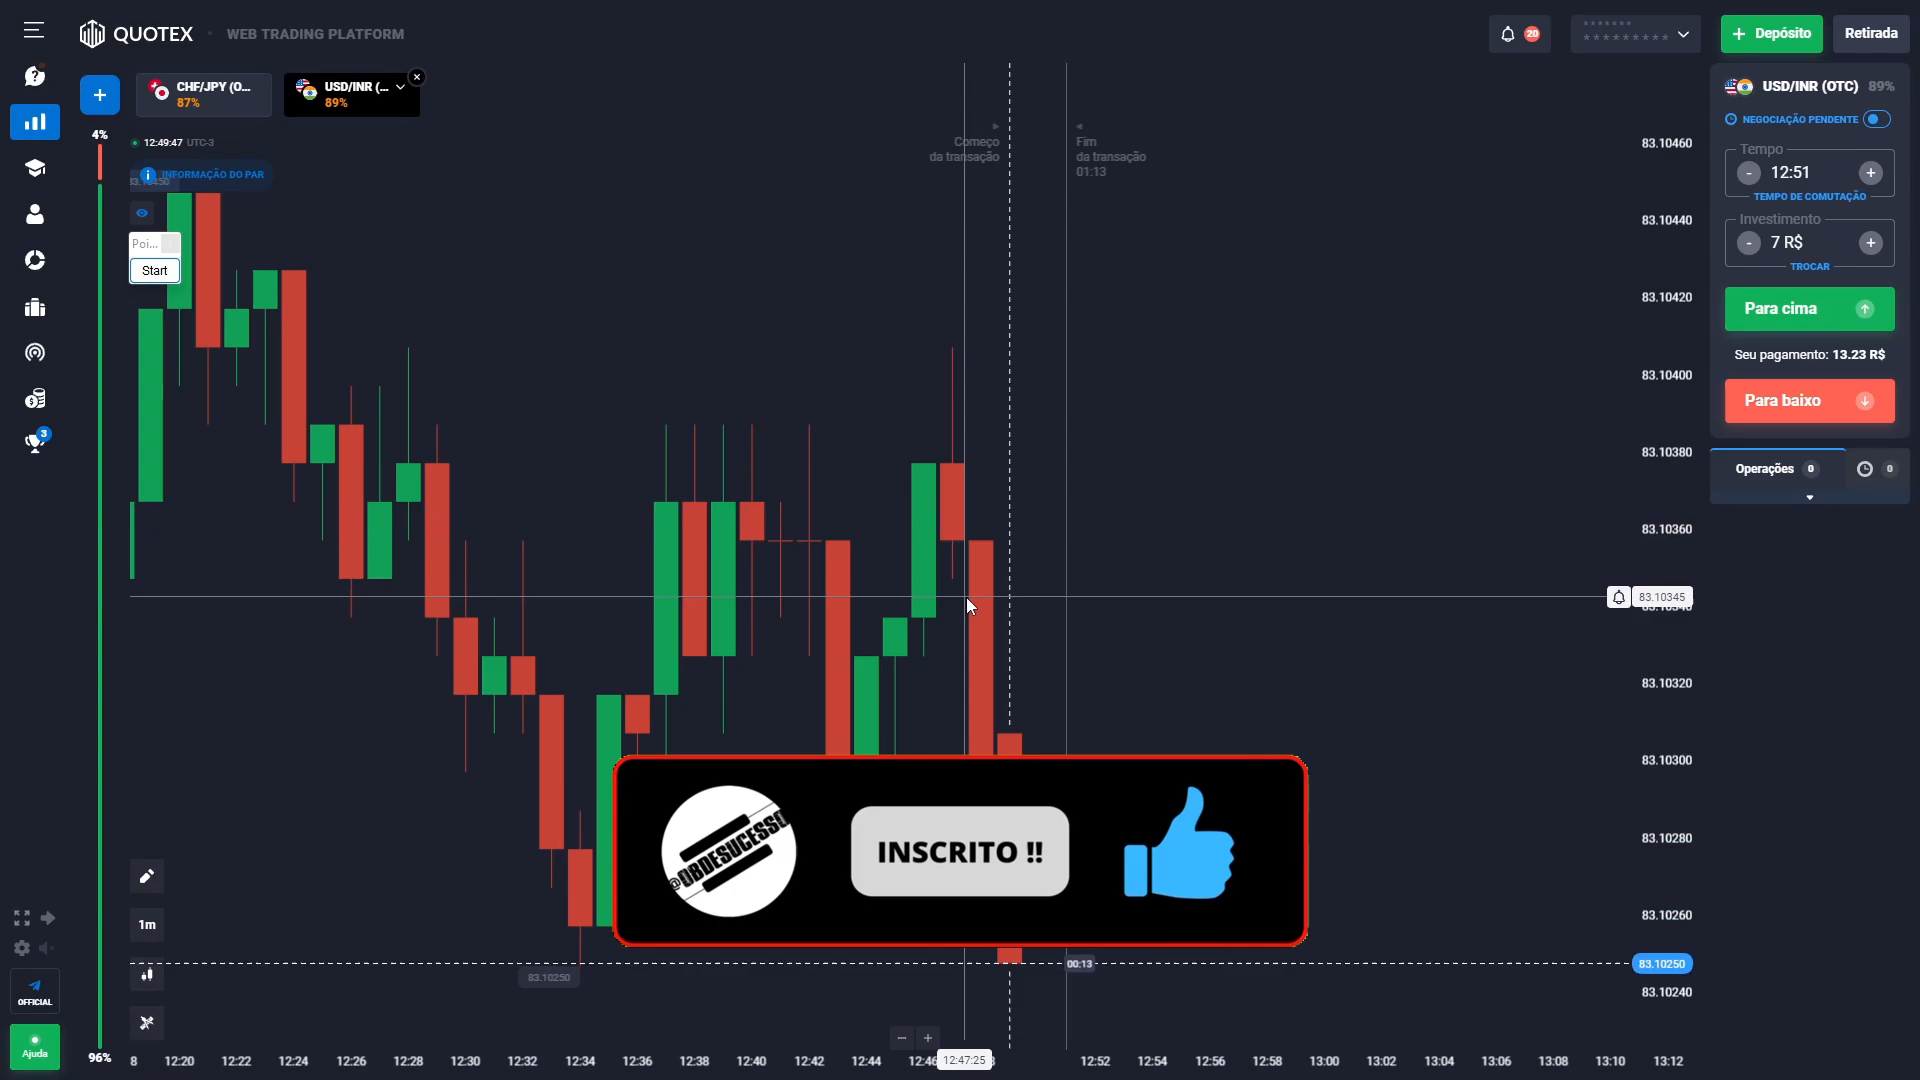 QUOTEX
WEB TRADING PLATFORM
20
*******
*********
Depósito
Retirada
CHF/JPY (O...
87%
USD/INR (...
89%
4%
12:49:47 UTC-3
INFORMAÇÃO DO PAR
Poi...
Start
Começo
da transação
Fim
da transação
01:13
83.10460
83.10440
83.10420
83.10400
83.10380
83.10360
83.10345
83.10320
83.10300
83.10280
83.10260
83.10250
83.10240
USD/INR (OTC) 89%
NEGOCIAÇÃO PENDENTE
Tempo
- 12:51 +
TEMPO DE COMUTAÇÃO
Investimento
- 7 R$ +
TROCAR
Para cima
Seu pagamento: 13.23 R$
Para baixo
Operações 0
0
3
@OBDESUCESSO
INSCRITO !!
1m
83.10250
00:13
OFFICIAL
Ajuda
96%
8 12:20 12:22 12:24 12:26 12:28 12:30 12:32 12:34 12:36 12:38 12:40 12:42 12:44 12:46 12:47:25 12:52 12:54 12:56 12:58 13:00 13:02 13:04 13:06 13:08 13:10 13:12